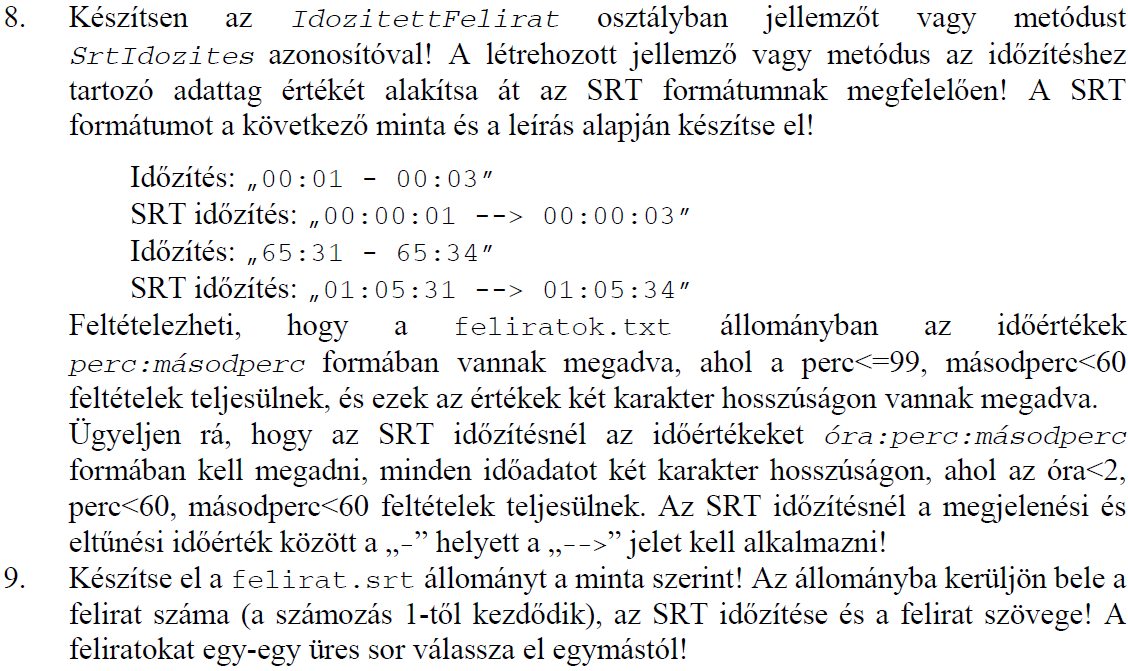 8. Készítsen az IdozitettFelirat osztályban jellemzőt vagy metódust
SrtIdozites azonosítóval! A létrehozott jellemző vagy metódus az időzítéshez
tartozó adattag értékét alakítsa át az SRT formátumnak megfelelően! A SRT
formátumot a következő minta és a leírás alapján készítse el!
Időzítés: „00:01 - 00:03”
SRT időzítés: „00:00:01 --> 00:00:03”
Időzítés: „65:31 - 65:34”
SRT időzítés: „01:05:31 --> 01:05:34”
Feltételezheti, hogy a feliratok.txt állományban az időértékek
perc:másodperc formában vannak megadva, ahol a perc<=99, másodperc<60
feltételek teljesülnek, és ezek az értékek két karakter hosszúságon vannak megadva.
Ügyeljen rá, hogy az SRT időzítésnél az időértékeket óra:perc:másodperc
formában kell megadni, minden időadatot két karakter hosszúságon, ahol az óra<2,
perc<60, másodperc<60 feltételek teljesülnek. Az SRT időzítésnél a megjelenési és
eltűnési időérték között a „-” helyett a „-->” jelet kell alkalmazni!
9. Készítse el a felirat.srt állományt a minta szerint! Az állományba kerüljön bele a
felirat száma (a számozás 1-től kezdődik), az SRT időzítése és a felirat szövege! A
feliratokat egy-egy üres sor válassza el egymástól!